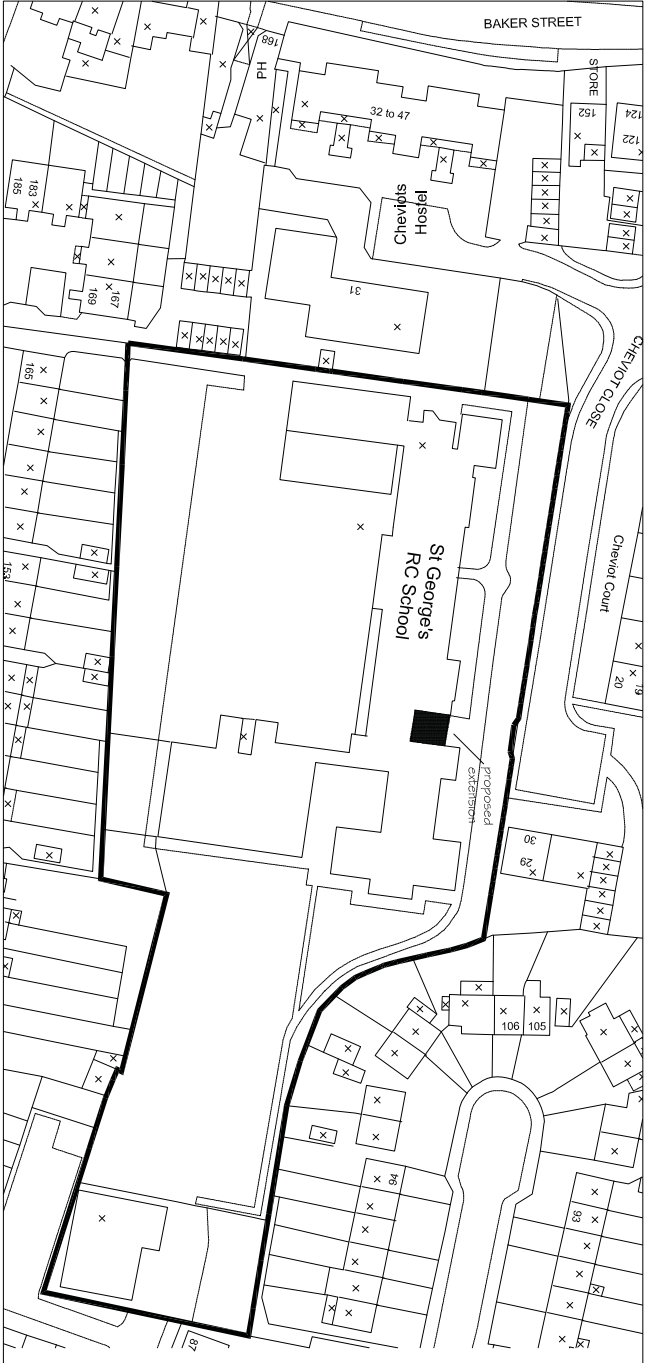 BAKER STREET
168
PH
32 to 47
STORE
152
124
122
Cheviots
Hostel
183
185
31
167
169
CHEVIOT CLOSE
165
Cheviot Court
19
20
St George's
RC School
153
proposed
extension
30
29
106
105
94
93
87